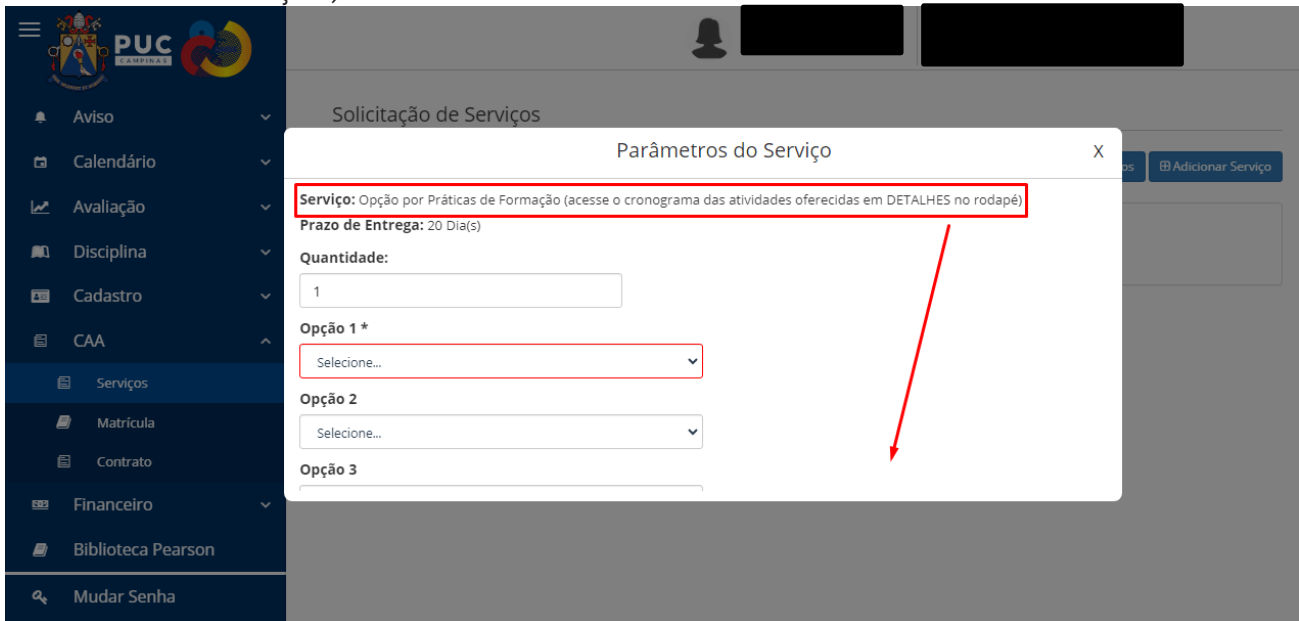 PUC
CAMPINAS
Aviso
Calendário
Avaliação
Disciplina
Cadastro
CAA
Serviços
Matrícula
Contrato
Financeiro
Biblioteca Pearson
Mudar Senha
Solicitação de Serviços
Adicionar Serviço
Parâmetros do Serviço
X
Serviço: Opção por Práticas de Formação (acesse o cronograma das atividades oferecidas em DETALHES no rodapé)
Prazo de Entrega: 20 Dia(s)
Quantidade:
1
Opção 1 *
Selecione...
Opção 2
Selecione...
Opção 3